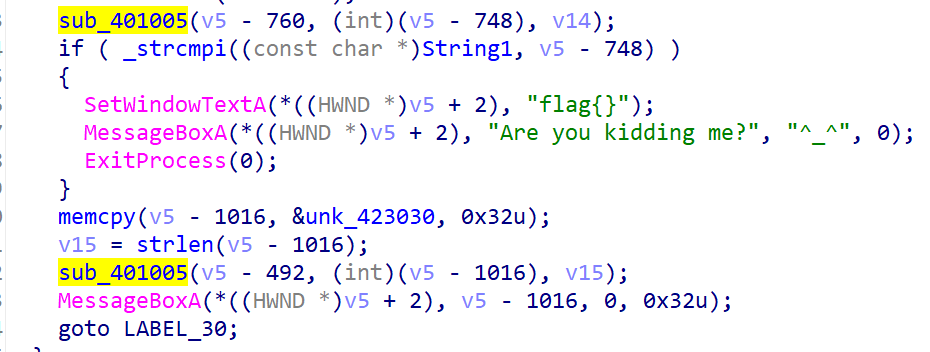 sub_401005(v5 - 760, (int)(v5 - 748), v14);
if ( _strcmpi((const char *)String1, v5 - 748) )
{
SetWindowTextA(*((HWND *)v5 + 2), "flag{}");
MessageBoxA(*((HWND *)v5 + 2), "Are you kidding me?", "^_^", 0);
ExitProcess(0);
}
memcpy(v5 - 1016, &unk_423030, 0x32u);
v15 = strlen(v5 - 1016);
sub_401005(v5 - 492, (int)(v5 - 1016), v15);
MessageBoxA(*((HWND *)v5 + 2), v5 - 1016, 0, 0x32u);
goto LABEL_30;